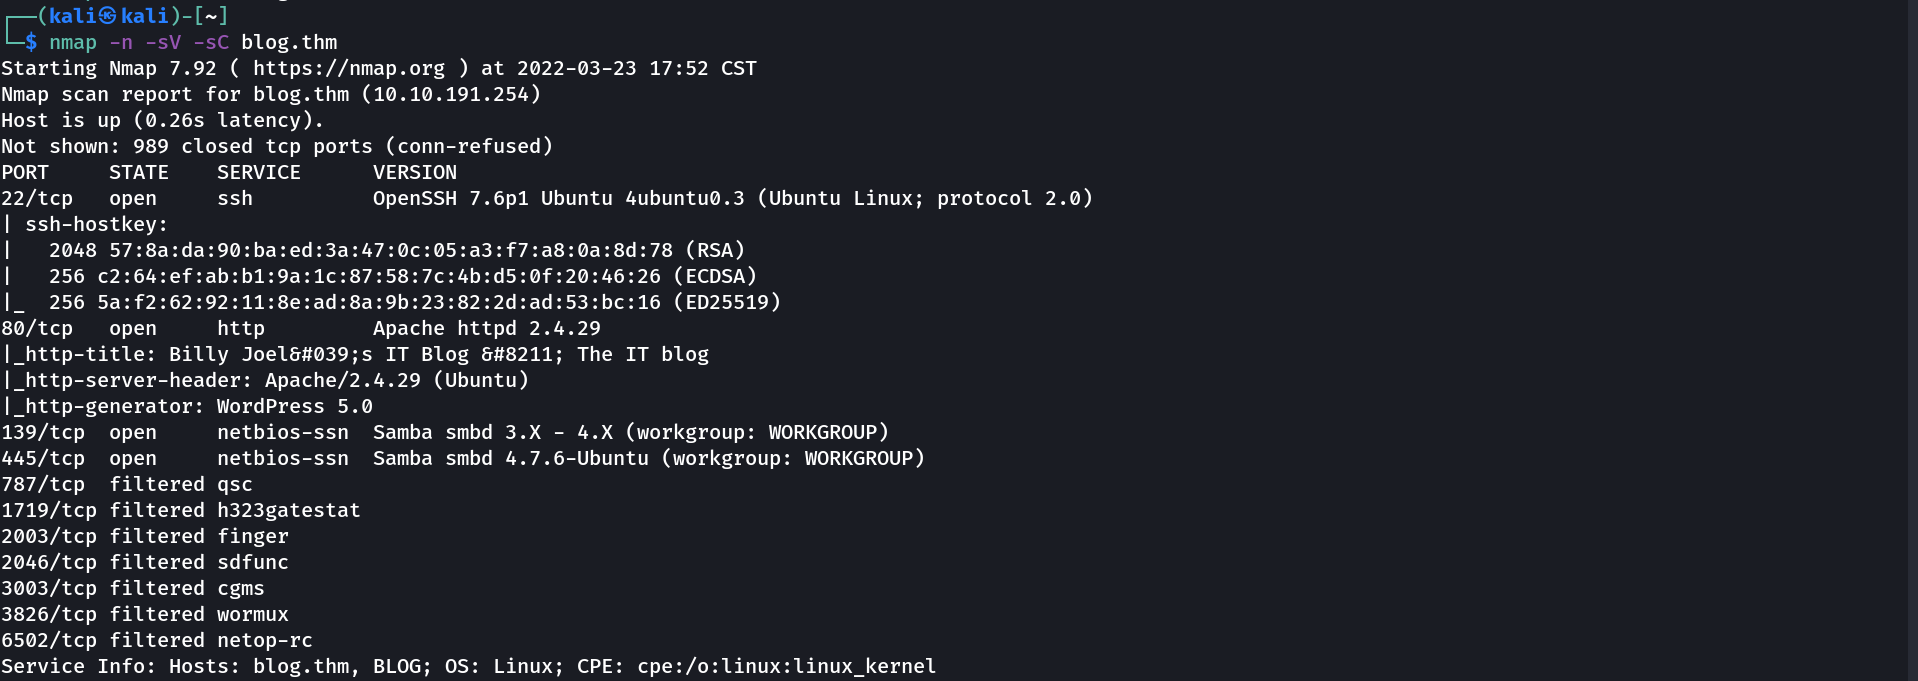 ┌──(kali㉿kali)-[~]
└─$ nmap -n -sV -sC blog.thm
Starting Nmap 7.92 ( https://nmap.org ) at 2022-03-23 17:52 CST
Nmap scan report for blog.thm (10.10.191.254)
Host is up (0.26s latency).
Not shown: 989 closed tcp ports (conn-refused)
PORT     STATE    SERVICE      VERSION
22/tcp   open     ssh          OpenSSH 7.6p1 Ubuntu 4ubuntu0.3 (Ubuntu Linux; protocol 2.0)
| ssh-hostkey:
|   2048 57:8a:da:90:ba:ed:3a:47:0c:05:a3:f7:a8:0a:8d:78 (RSA)
|   256 c2:64:ef:ab:b1:9a:1c:87:58:7c:4b:d5:0f:20:46:26 (ECDSA)
|_  256 5a:f2:62:92:11:8e:ad:8a:9b:23:82:2d:ad:53:bc:16 (ED25519)
80/tcp   open     http         Apache httpd 2.4.29
|_http-title: Billy Joel&#039;s IT Blog &#8211; The IT blog
|_http-server-header: Apache/2.4.29 (Ubuntu)
|_http-generator: WordPress 5.0
139/tcp  open     netbios-ssn  Samba smbd 3.X - 4.X (workgroup: WORKGROUP)
445/tcp  open     netbios-ssn  Samba smbd 4.7.6-Ubuntu (workgroup: WORKGROUP)
787/tcp  filtered qsc
1719/tcp filtered h323gatestat
2003/tcp filtered finger
2046/tcp filtered sdfunc
3003/tcp filtered cgms
3826/tcp filtered wormux
6502/tcp filtered netop-rc
Service Info: Hosts: blog.thm, BLOG; OS: Linux; CPE: cpe:/o:linux:linux_kernel